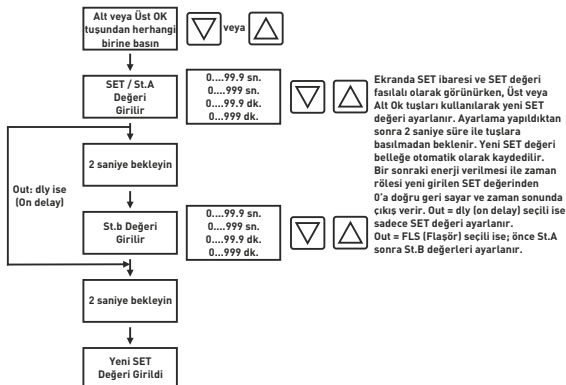 Alt veya Üst OK
tuşundan herhangi
birine basın
veya
SET / St.A
Değeri
Girilir
0....99.9 sn.
0....999 sn.
0....99.9 dk.
0...999 dk.
Ekranda SET ibaresi ve SET değeri
fasılalı olarak görünürken, Üst veya
Alt Ok tuşları kullanılarak yeni SET
değeri ayarlanır. Ayarlama yapıldıktan
sonra 2 saniye süre ile tuşlara
basılmadan beklenir. Yeni SET değeri
belleğe otomatik olarak kaydedilir.
Bir sonraki enerji verilmesi ile zaman
rölesi yeni girilen SET değerinden
0'a doğru geri sayar ve zaman sonunda
çıkış verir. Out = dly (on delay) seçili ise
sadece SET değeri ayarlanır.
Out = FLS (Flaşör) seçili ise; önce St.A
sonra St.B değerleri ayarlanır.
2 saniye bekleyin
Out: dly ise
(On delay)
St.b Değeri
Girilir
0....99.9 sn.
0....999 sn.
0....99.9 dk.
0...999 dk.
2 saniye bekleyin
Yeni SET
Değeri Girildi